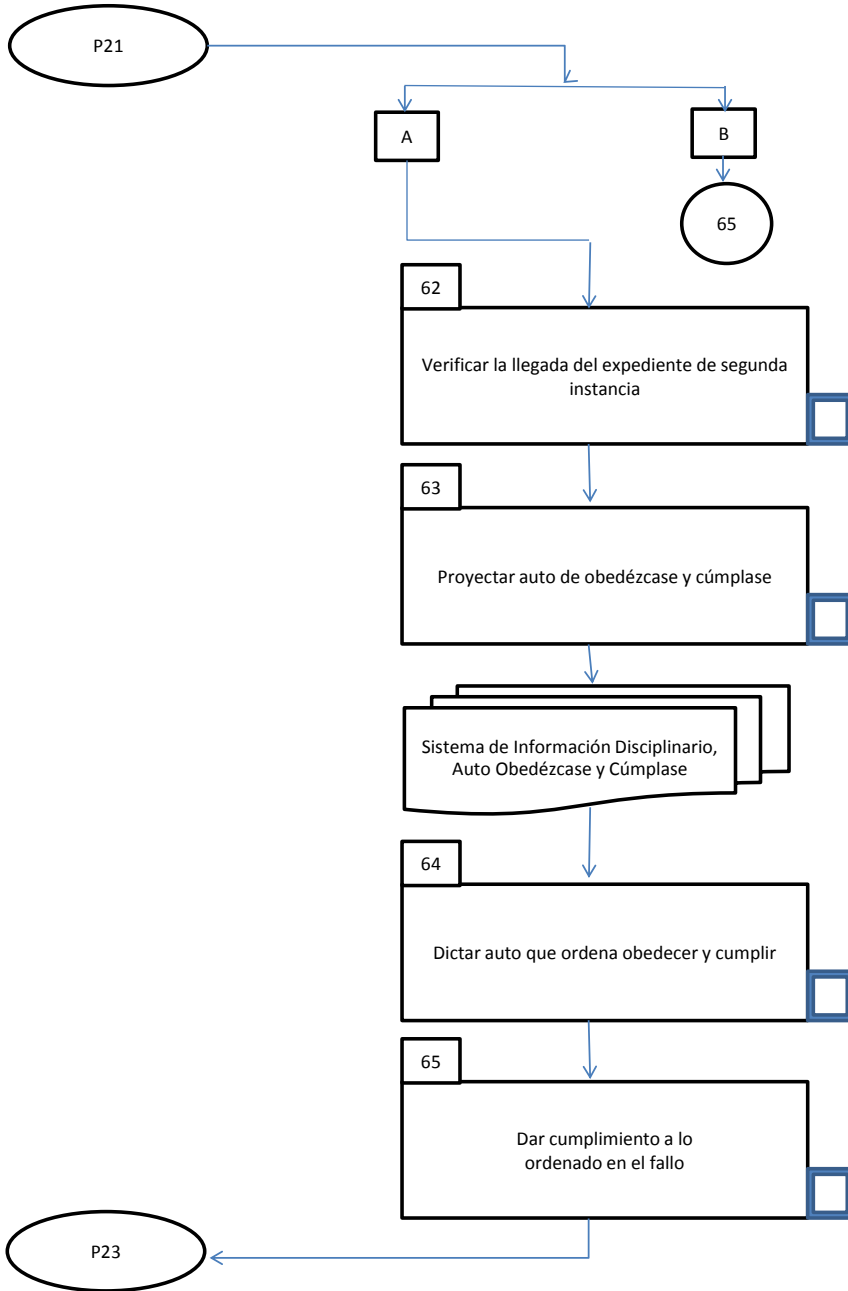 P21
A
B
65
62
Verificar la llegada del expediente de segunda
instancia
63
Proyectar auto de obedézcase y cúmplase
Sistema de Información Disciplinario,
Auto Obedézcase y Cúmplase
64
Dictar auto que ordena obedecer y cumplir
65
Dar cumplimiento a lo
ordenado en el fallo
P23